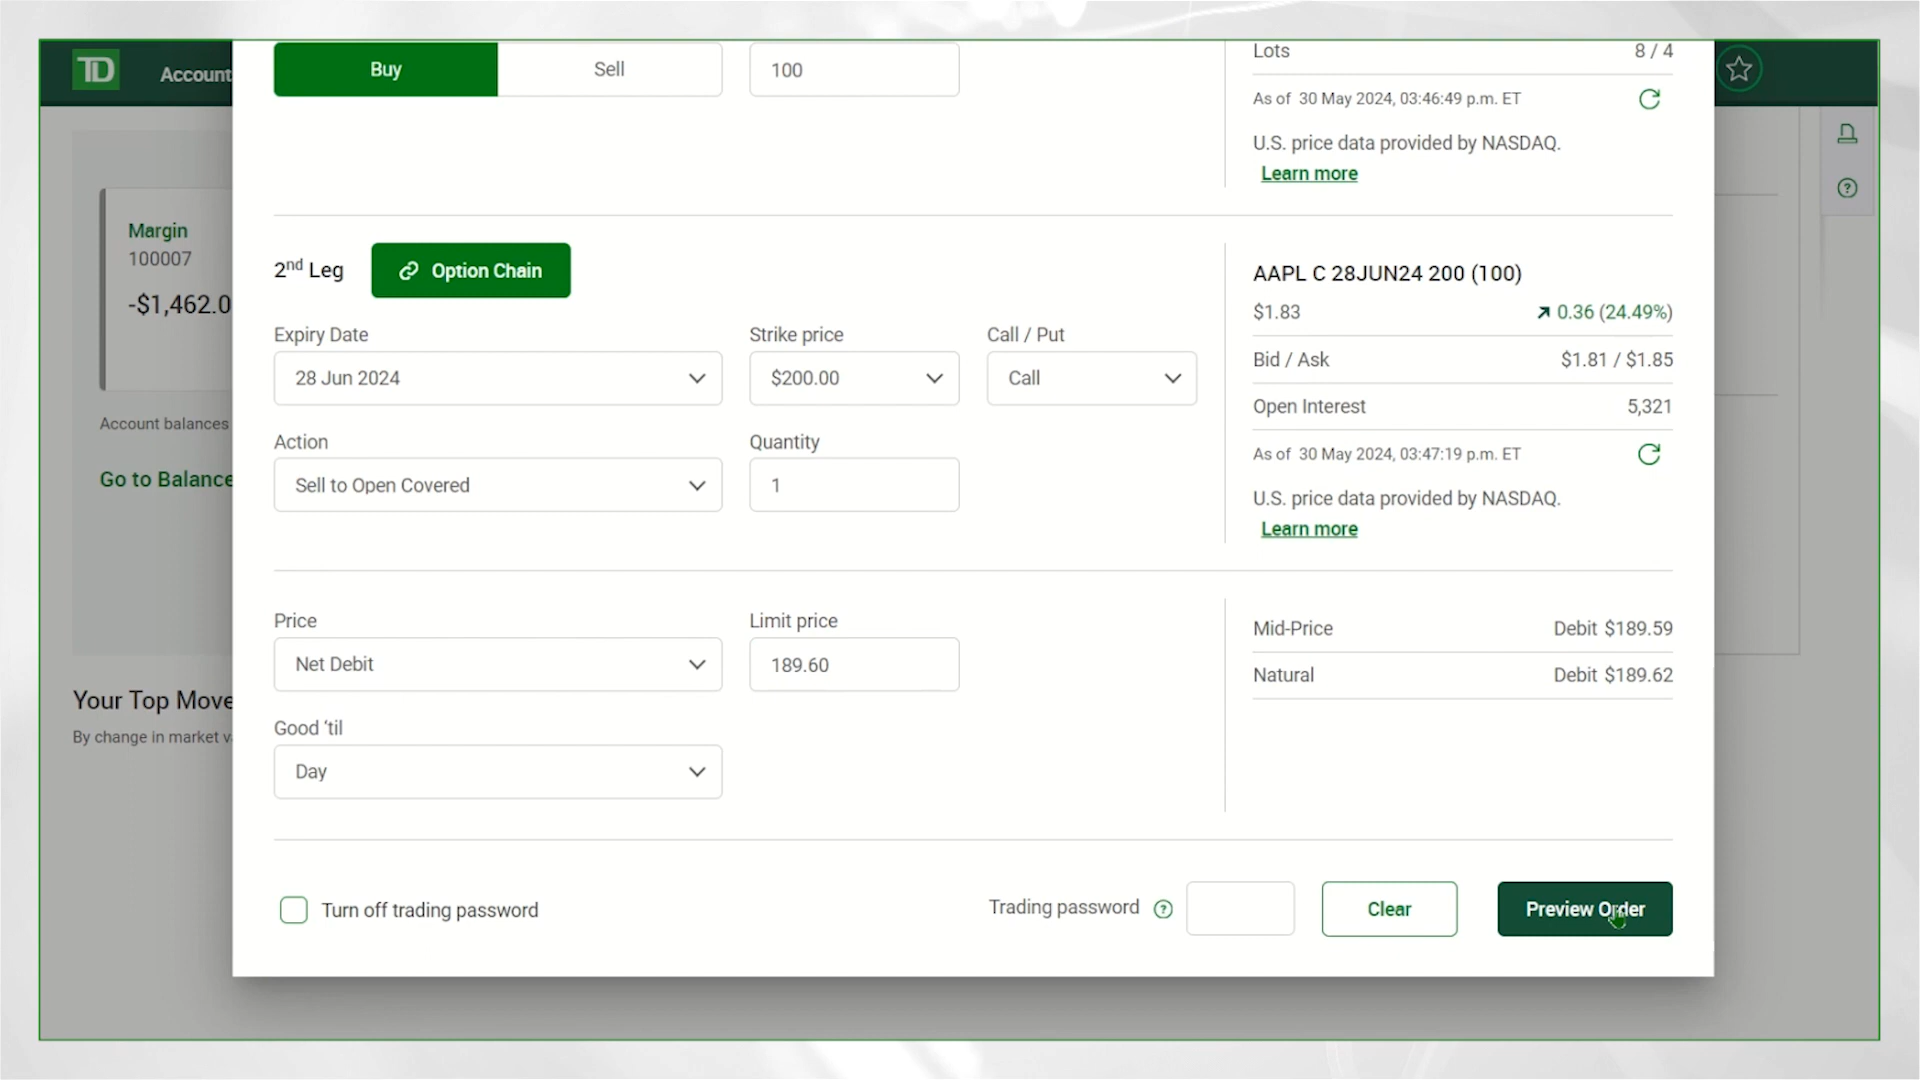 TD
Account
Buy
Sell
100
Lots
8 / 4
As of 30 May 2024, 03:46:49 p.m. ET
U.S. price data provided by NASDAQ.
Learn more
Margin
100007
-$1,462.0
Account balances
Go to Balance
Your Top Move
By change in market v
2nd Leg
Option Chain
Expiry Date
28 Jun 2024
Strike price
$200.00
Call / Put
Call
Action
Sell to Open Covered
Quantity
1
AAPL C 28JUN24 200 (100)
$1.83
0.36 (24.49%)
Bid / Ask
$1.81 / $1.85
Open Interest
5,321
As of 30 May 2024, 03:47:19 p.m. ET
U.S. price data provided by NASDAQ.
Learn more
Price
Net Debit
Limit price
189.60
Good ‘til
Day
Mid-Price
Debit $189.59
Natural
Debit $189.62
Turn off trading password
Trading password
?
Clear
Preview Order
?